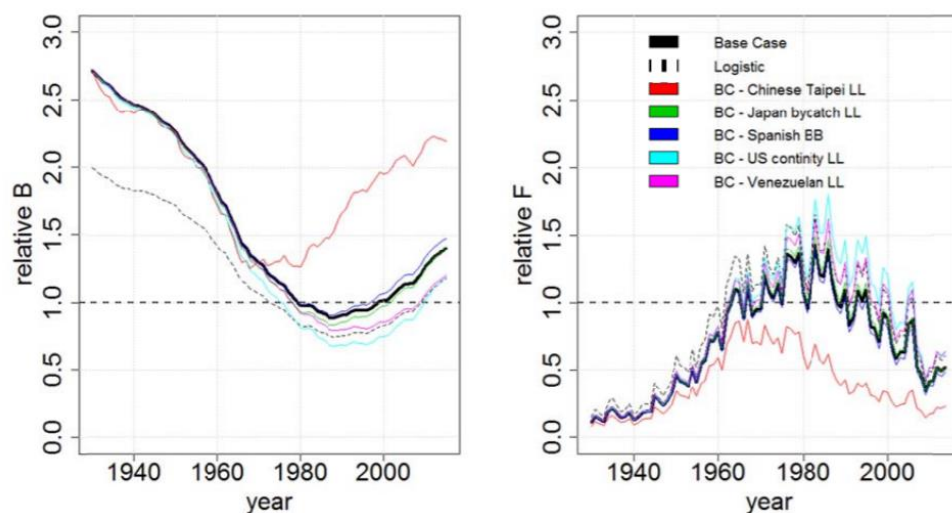 3.0
2.5
2.0
1.5
1.0
0.5
0.0
relative B
1940 1960 1980 2000
year
3.0
2.5
2.0
1.5
1.0
0.5
0.0
relative F
Base Case
Logistic
BC - Chinese Taipei LL
BC - Japan bycatch LL
BC - Spanish BB
BC - US continity LL
BC - Venezuelan LL
1940 1960 1980 2000
year